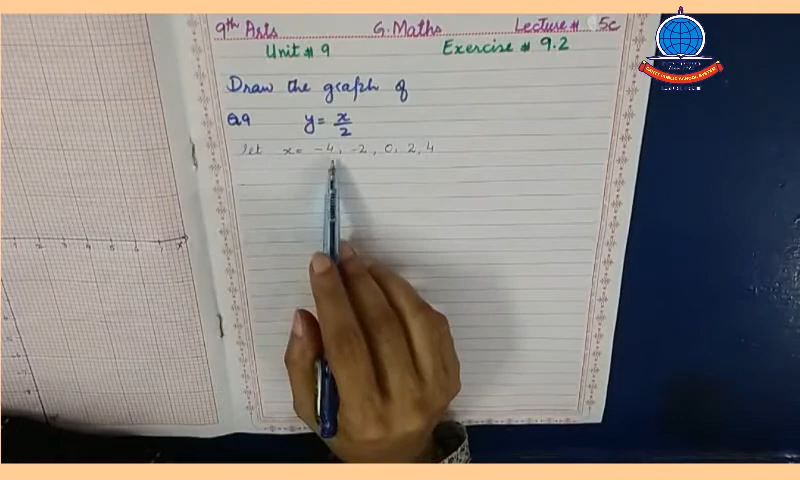 9th Arts G.Maths Lecture # 5c
Unit # 9 Exercise # 9.2
Draw the graph of
Q9 y = x/2
let x = -4, -2, 0, 2, 4